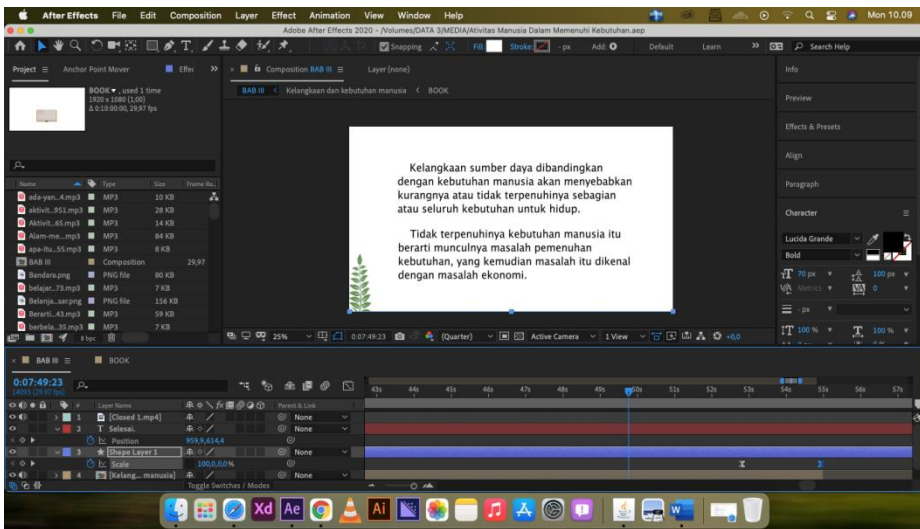 After Effects File Edit Composition Layer Effect Animation View Window Help Mon 10.09
Adobe After Effects 2020 - /Volumes/DATA 3/MEDIA/Ativitas Manusia Dalam Memenuhi Kebutuhan.aep
Snapping Fill Stroke - px Add: Default Learn Search Help
Project Anchor Point Mover Effec
Composition BAB III Layer (none)
BAB III Kelangkaan dan kebutuhan manusia BOOK
BOOK , used 1 time
1920 x 1080 (1,00)
Δ 0:10:00:00, 29,97 fps
Name Type Size Frame Ra..
ada-yan...4.mp3 MP3 10 KB
aktivit...951.mp3 MP3 28 KB
Aktivit...65.mp3 MP3 14 KB
Alam-me...mp3 MP3 84 KB
apa-itu...55.mp3 MP3 8 KB
BAB III Composition 29,97
Bandara.png PNG file 80 KB
belajar...73.mp3 MP3 7 KB
Belanja...sar.png PNG file 156 KB
Berarti...43.mp3 MP3 59 KB
berbela...35.mp3 MP3 7 KB
8 bpc
Kelangkaan sumber daya dibandingkan
dengan kebutuhan manusia akan menyebabkan
kurangnya atau tidak terpenuhinya sebagian
atau seluruh kebutuhan untuk hidup.
Tidak terpenuhinya kebutuhan manusia itu
berarti munculnya masalah pemenuhan
kebutuhan, yang kemudian masalah itu dikenal
dengan masalah ekonomi.
25% 0:07:49:23 (Quarter) Active Camera 1 View +0,0
Info
Preview
Effects & Presets
Align
Paragraph
Character
Lucida Grande
Bold
70 px 100 px
Metrics 0
- px
100 % 100 %
BAB III BOOK
0:07:49:23
14093 (29.97 fps)
43s 44s 45s 46s 47s 48s 49s 50s 51s 52s 53s 54s 55s 56s 57s
# Layer Name Parent & Link
1 [Closed 1.mp4] None
2 T Selesai. None
Position 959,9,614,4
3 Shape Layer 1 None
Scale 100,0,0,0%
4 [Kelang... manusia] None
Toggle Switches / Modes
Xd Ae Ai W